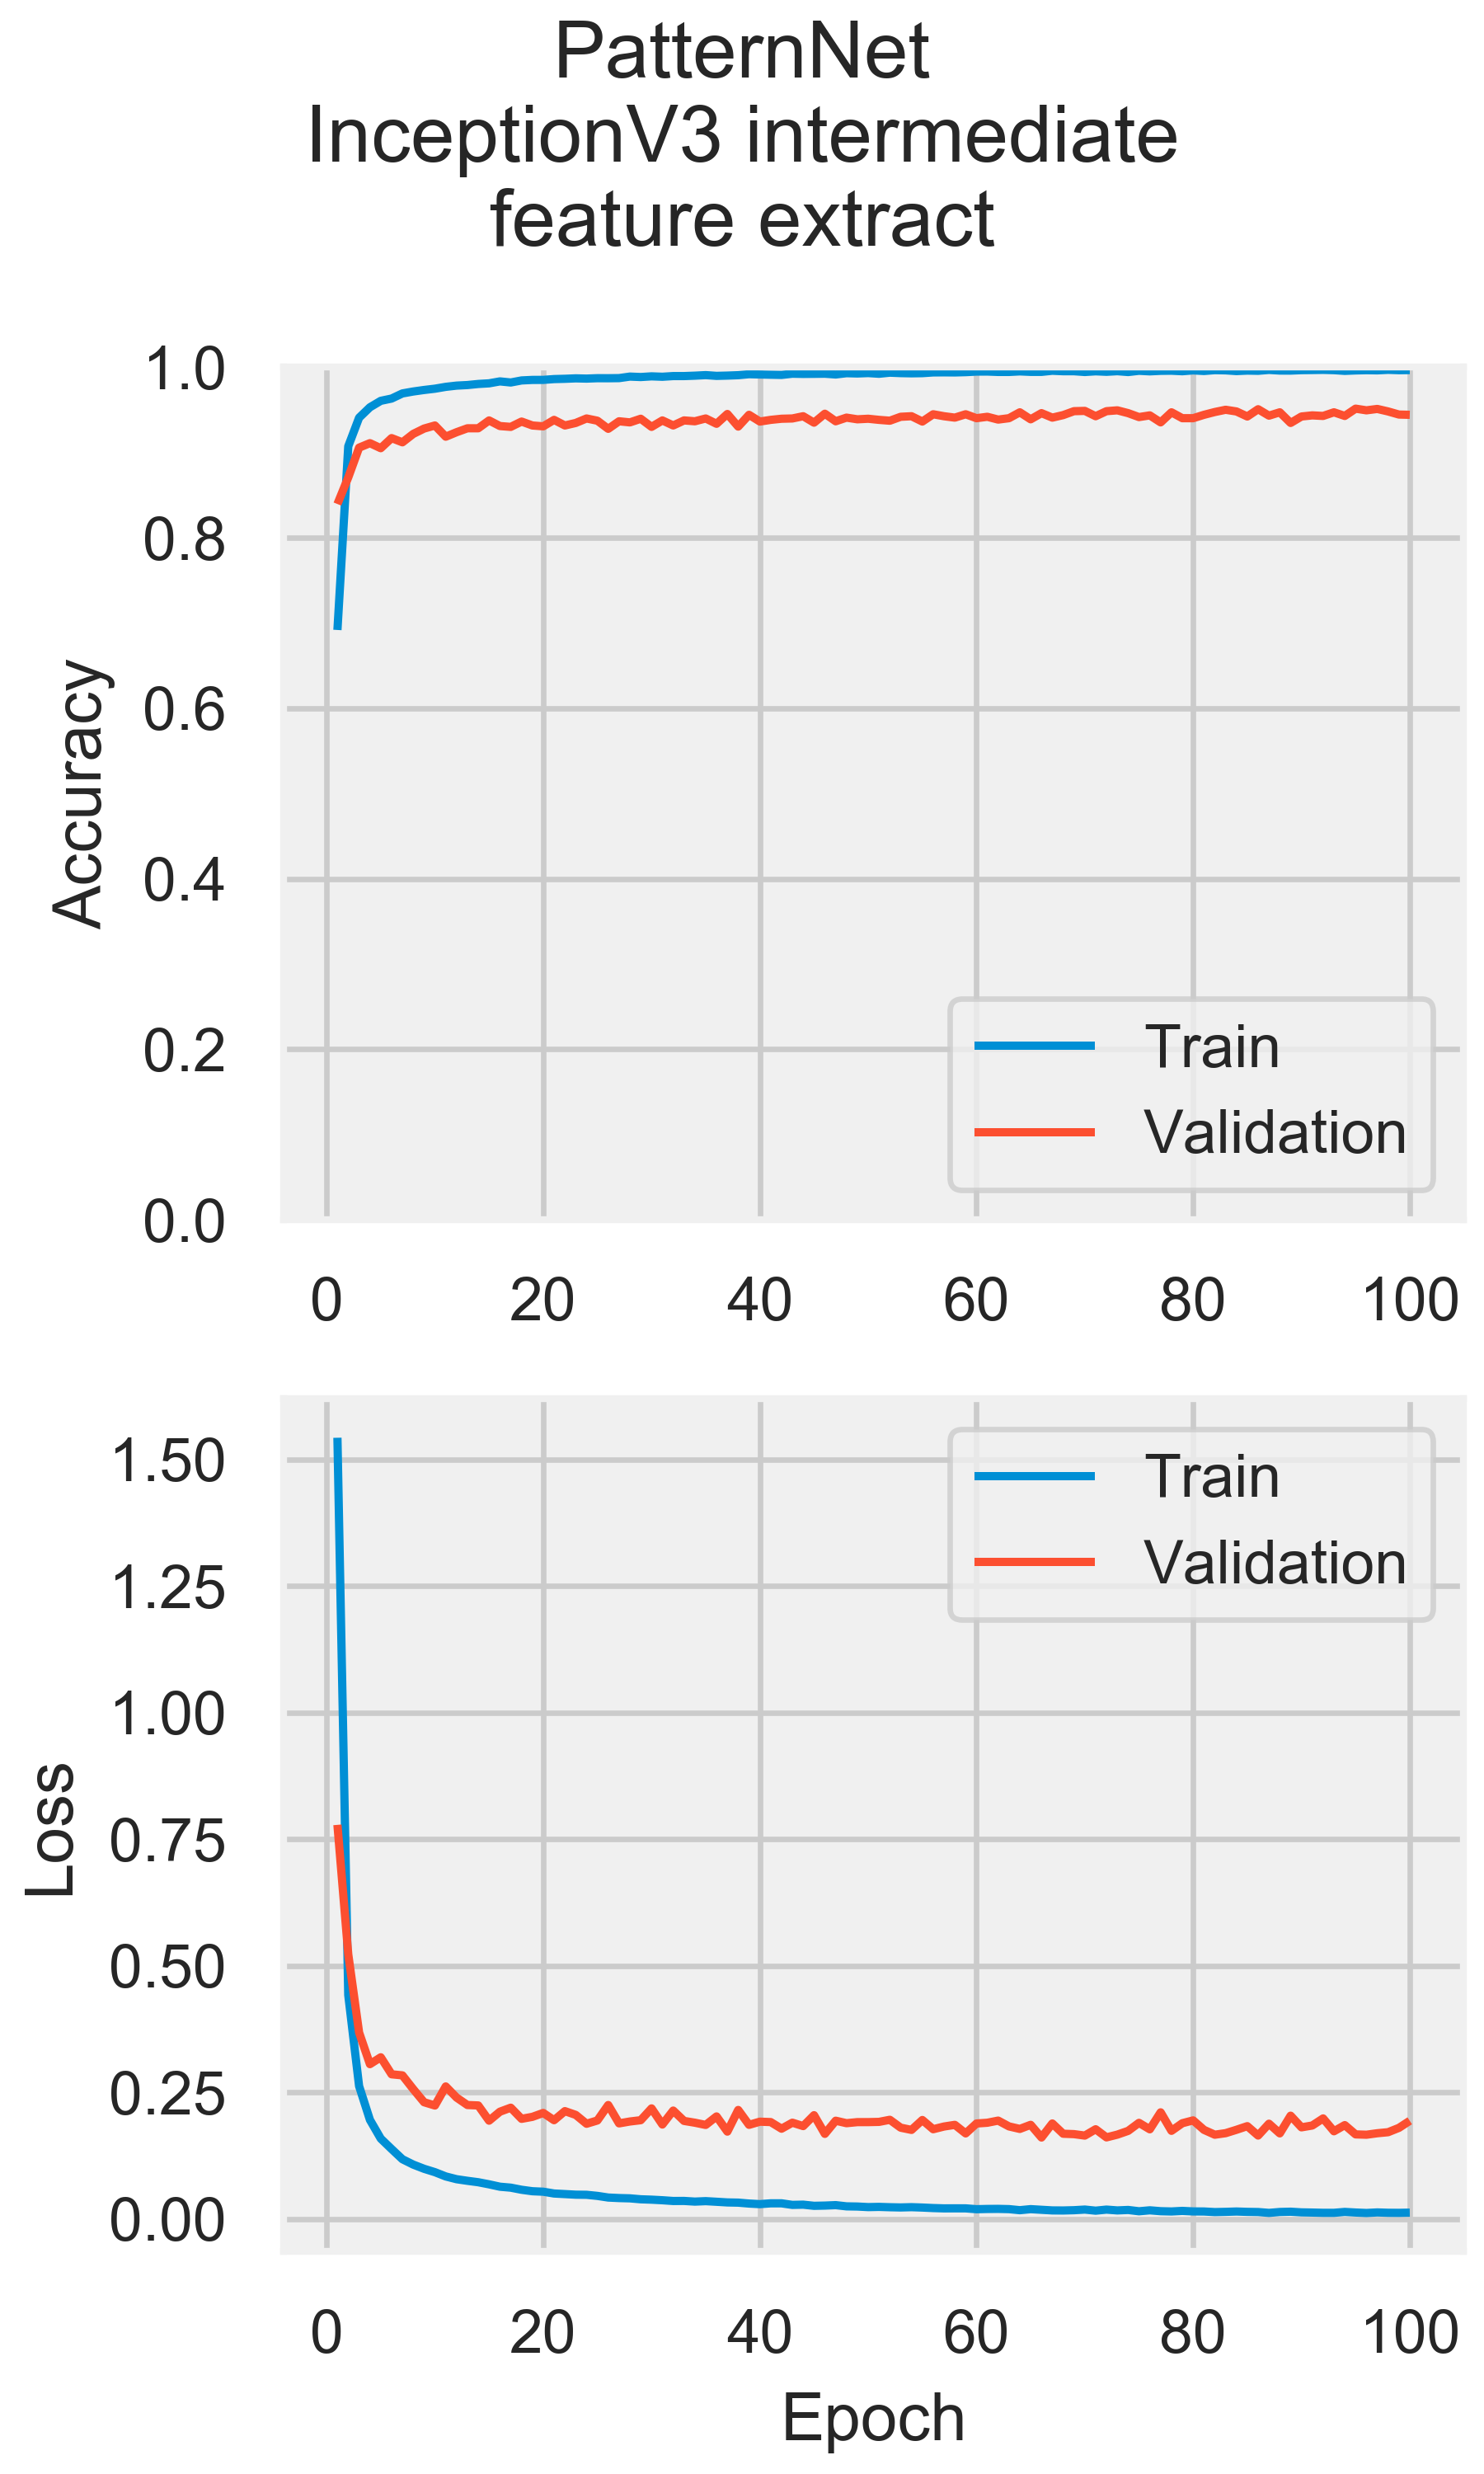 PatternNet
InceptionV3 intermediate
feature extract
1.0
0.8
0.6
0.4
0.2
0.0
Accuracy
Train
Validation
0 20 40 60 80 100
1.50
1.25
1.00
0.75
0.50
0.25
0.00
Loss
Train
Validation
0 20 40 60 80 100
Epoch